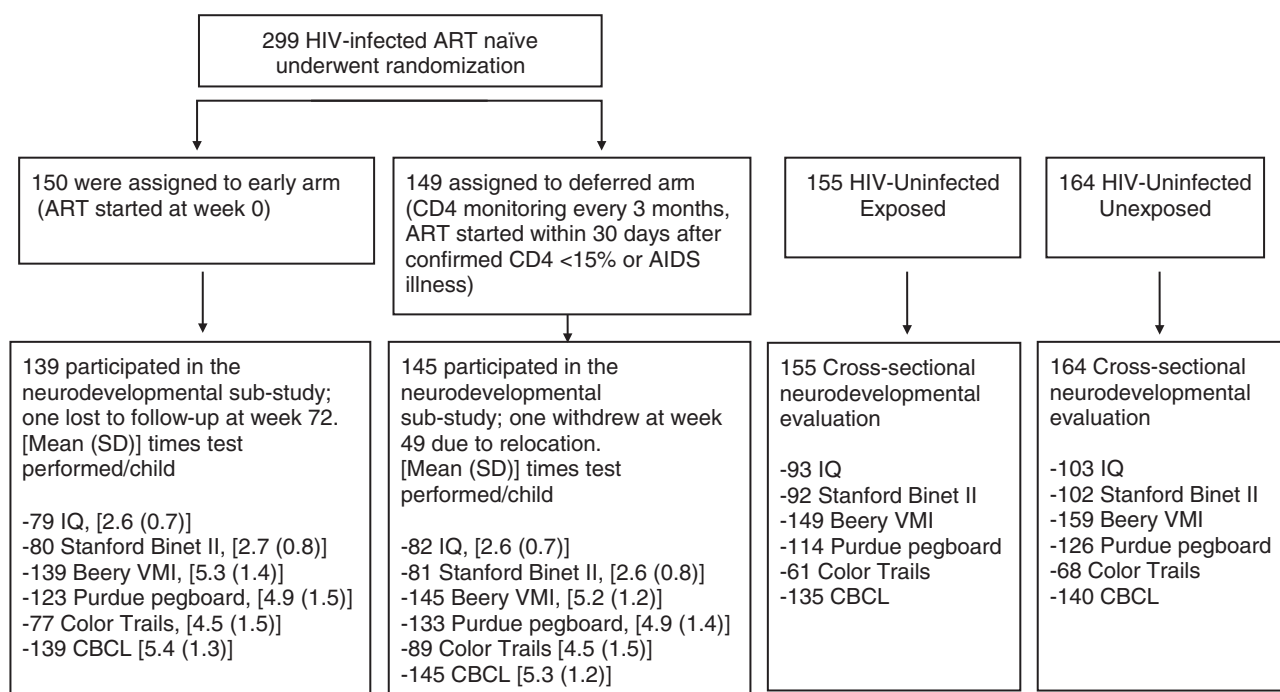 299 HIV-infected ART naïve
underwent randomization
150 were assigned to early arm
(ART started at week 0)
149 assigned to deferred arm
(CD4 monitoring every 3 months,
ART started within 30 days after
confirmed CD4 <15% or AIDS
illness)
155 HIV-Uninfected
Exposed
164 HIV-Uninfected
Unexposed
139 participated in the
neurodevelopmental sub-study;
one lost to follow-up at week 72.
[Mean (SD)] times test
performed/child
-79 IQ, [2.6 (0.7)]
-80 Stanford Binet II, [2.7 (0.8)]
-139 Beery VMI, [5.3 (1.4)]
-123 Purdue pegboard, [4.9 (1.5)]
-77 Color Trails, [4.5 (1.5)]
-139 CBCL [5.4 (1.3)]
145 participated in the
neurodevelopmental
sub-study; one withdrew at week
49 due to relocation.
[Mean (SD)] times test
performed/child
-82 IQ, [2.6 (0.7)]
-81 Stanford Binet II, [2.6 (0.8)]
-145 Beery VMI, [5.2 (1.2)]
-133 Purdue pegboard, [4.9 (1.4)]
-89 Color Trails [4.5 (1.5)]
-145 CBCL [5.3 (1.2)]
155 Cross-sectional
neurodevelopmental
evaluation
-93 IQ
-92 Stanford Binet II
-149 Beery VMI
-114 Purdue pegboard
-61 Color Trails
-135 CBCL
164 Cross-sectional
neurodevelopmental
evaluation
-103 IQ
-102 Stanford Binet II
-159 Beery VMI
-126 Purdue pegboard
-68 Color Trails
-140 CBCL